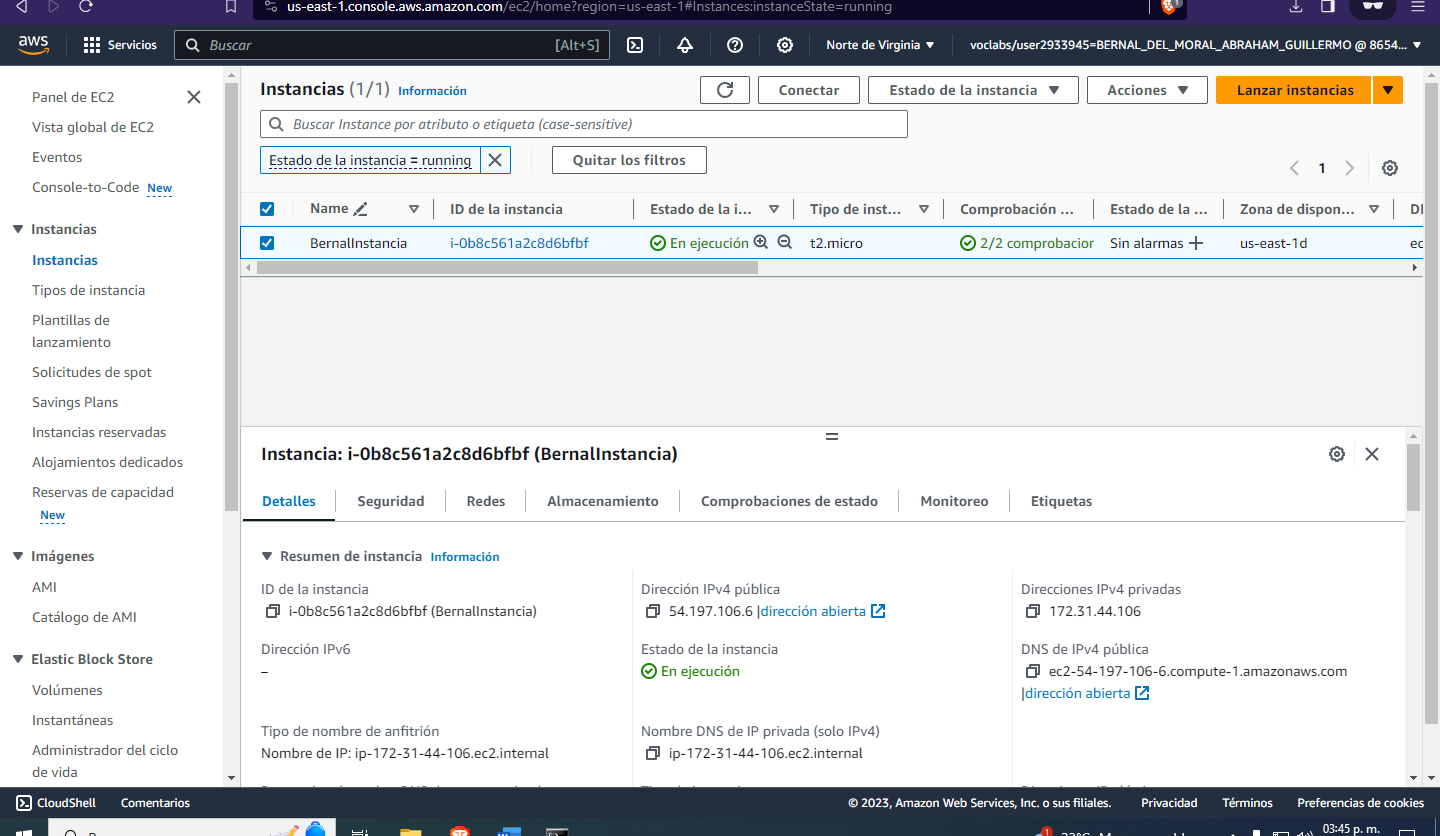 us-east-1.console.aws.amazon.com/ec2/home?region=us-east-1#Instances:instanceState=running
aws
Servicios
Buscar
[Alt+S]
Norte de Virginia
voclabs/user2933945=BERNAL_DEL_MORAL_ABRAHAM_GUILLERMO @ 8654...
Panel de EC2
Vista global de EC2
Eventos
Console-to-Code New
Instancias
Instancias
Tipos de instancia
Plantillas de
lanzamiento
Solicitudes de spot
Savings Plans
Instancias reservadas
Alojamientos dedicados
Reservas de capacidad
New
Imágenes
AMI
Catálogo de AMI
Elastic Block Store
Volúmenes
Instantáneas
Administrador del ciclo
de vida
Instancias (1/1) Información
Conectar
Estado de la instancia
Acciones
Lanzar instancias
Buscar Instance por atributo o etiqueta (case-sensitive)
Estado de la instancia = running
Quitar los filtros
1
Name
ID de la instancia
Estado de la i...
Tipo de inst...
Comprobación ...
Estado de la ...
Zona de dispon...
BernalInstancia
i-0b8c561a2c8d6bfbf
En ejecución
t2.micro
2/2 comprobacior
Sin alarmas
us-east-1d
ec
Instancia: i-0b8c561a2c8d6bfbf (BernalInstancia)
Detalles
Seguridad
Redes
Almacenamiento
Comprobaciones de estado
Monitoreo
Etiquetas
Resumen de instancia Información
ID de la instancia
i-0b8c561a2c8d6bfbf (BernalInstancia)
Dirección IPv4 pública
54.197.106.6 |dirección abierta
Direcciones IPv4 privadas
172.31.44.106
Dirección IPv6
–
Estado de la instancia
En ejecución
DNS de IPv4 pública
ec2-54-197-106-6.compute-1.amazonaws.com
|dirección abierta
Tipo de nombre de anfitrión
Nombre de IP: ip-172-31-44-106.ec2.internal
Nombre DNS de IP privada (solo IPv4)
ip-172-31-44-106.ec2.internal
CloudShell
Comentarios
© 2023, Amazon Web Services, Inc. o sus filiales.
Privacidad
Términos
Preferencias de cookies
03:45 p. m.